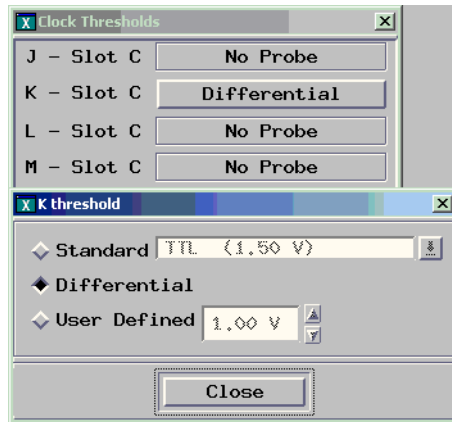 Clock Thresholds
J - Slot C No Probe
K - Slot C Differential
L - Slot C No Probe
M - Slot C No Probe
K threshold
Standard TTL (1.50 V)
Differential
User Defined 1.00 V
Close